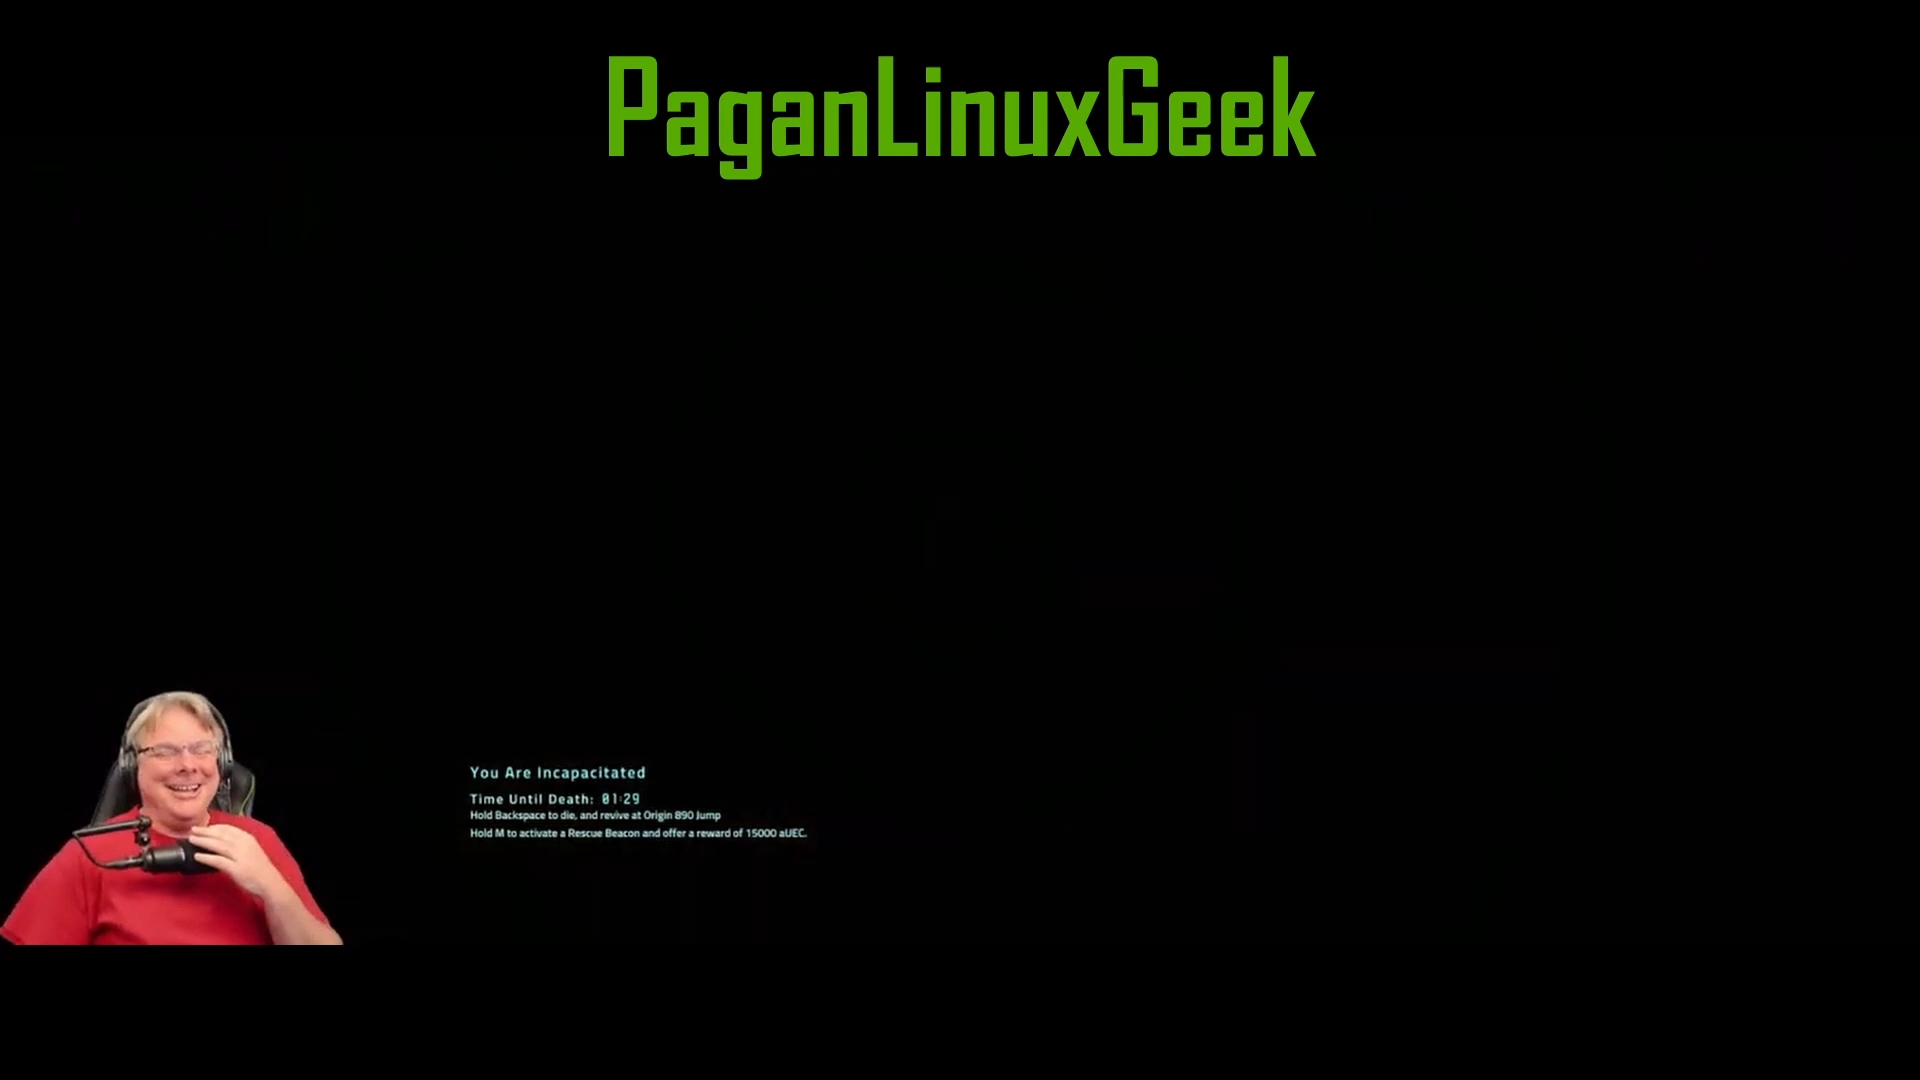 PaganLinuxGeek
You Are Incapacitated
Time Until Death: 01:29
Hold Backspace to die, and revive at Origin 890 Jump
Hold M to activate a Rescue Beacon and offer a reward of 15000 aUEC.